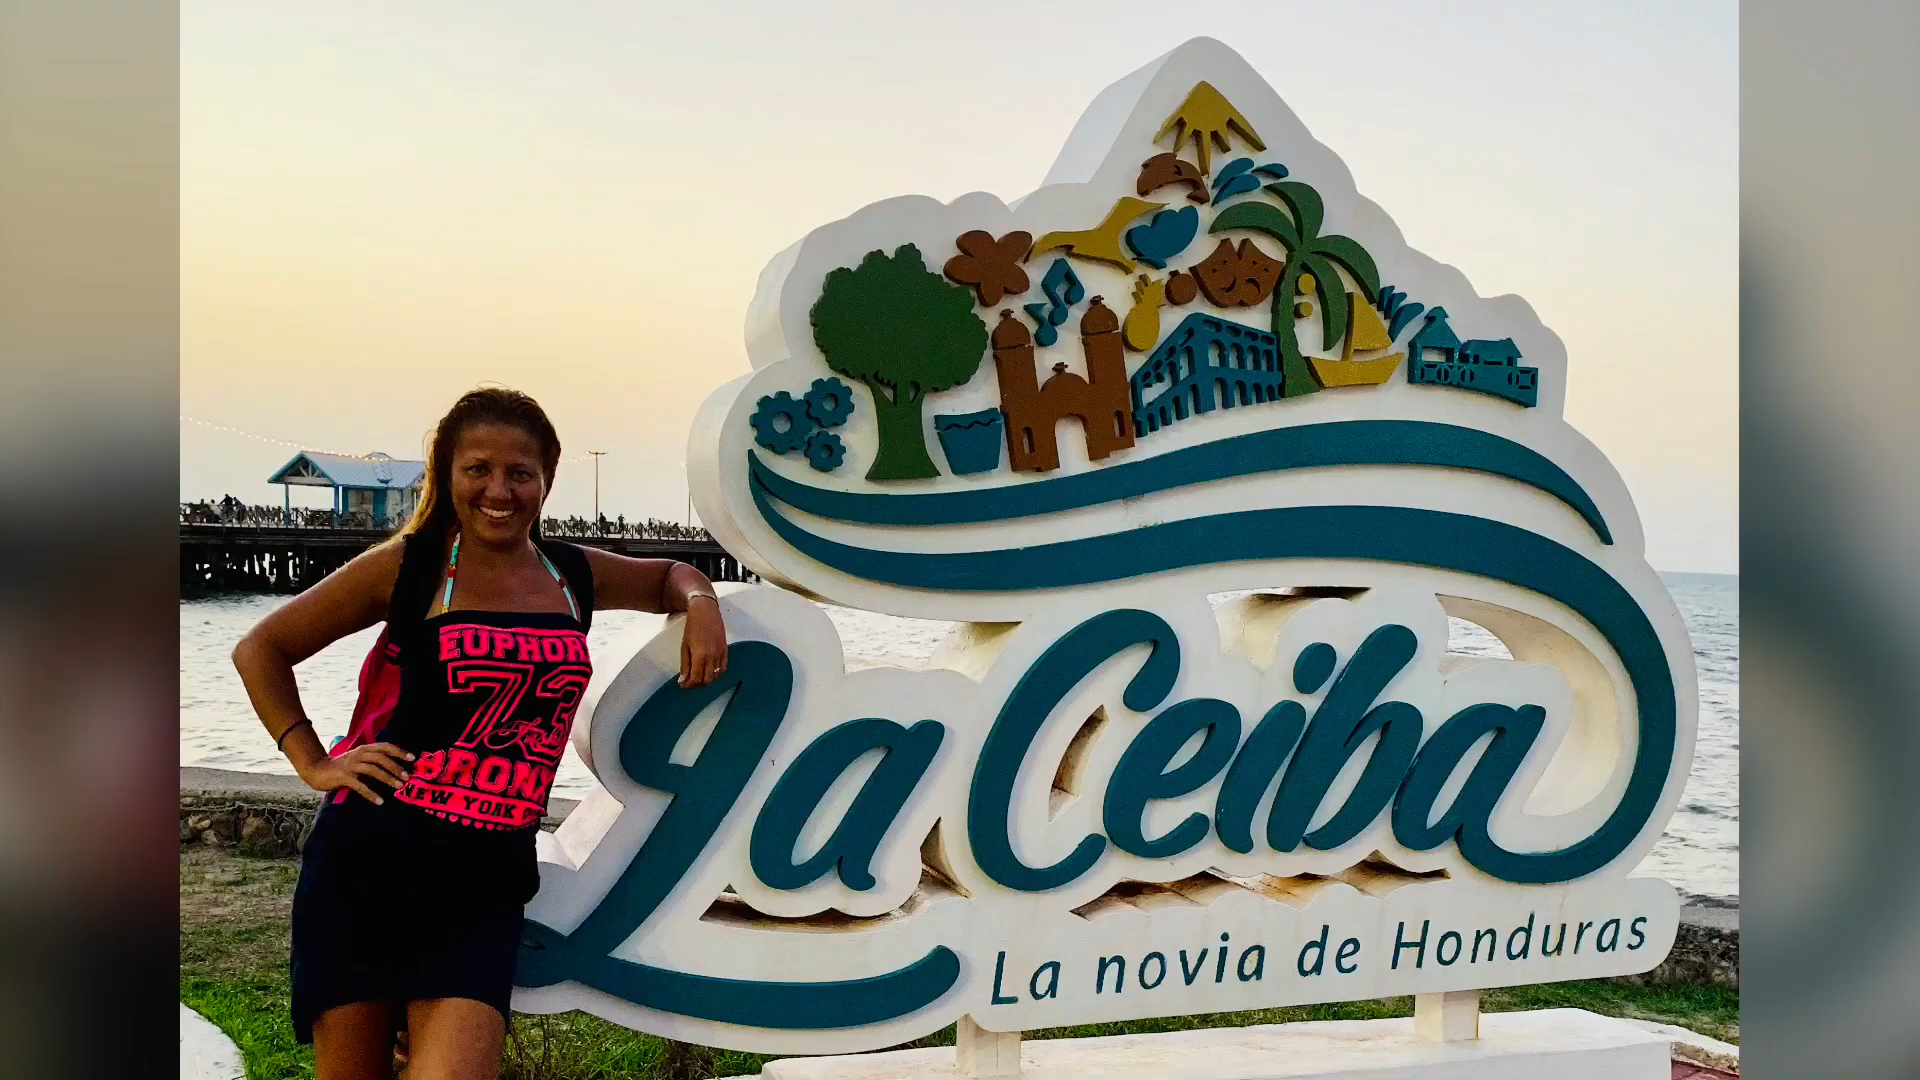 La Ceiba
La novia de Honduras
EUPHORI
73
BRONX
NEW YORK